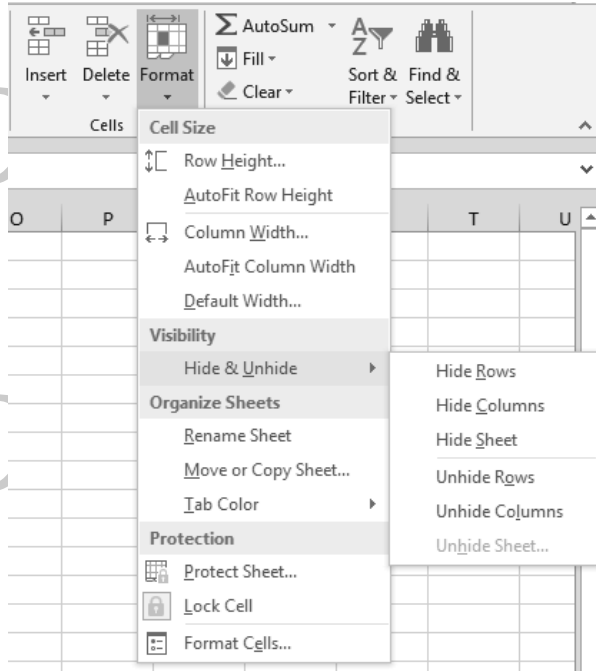 AutoSum
Fill
Clear
Insert Delete Format
Sort & Find &
Filter Select
Cells
Cell Size
Row Height...
AutoFit Row Height
Column Width...
AutoFit Column Width
Default Width...
Visibility
Hide & Unhide
Organize Sheets
Rename Sheet
Move or Copy Sheet...
Tab Color
Protection
Protect Sheet...
Lock Cell
Format Cells...
Hide Rows
Hide Columns
Hide Sheet
Unhide Rows
Unhide Columns
Unhide Sheet...
O P T U